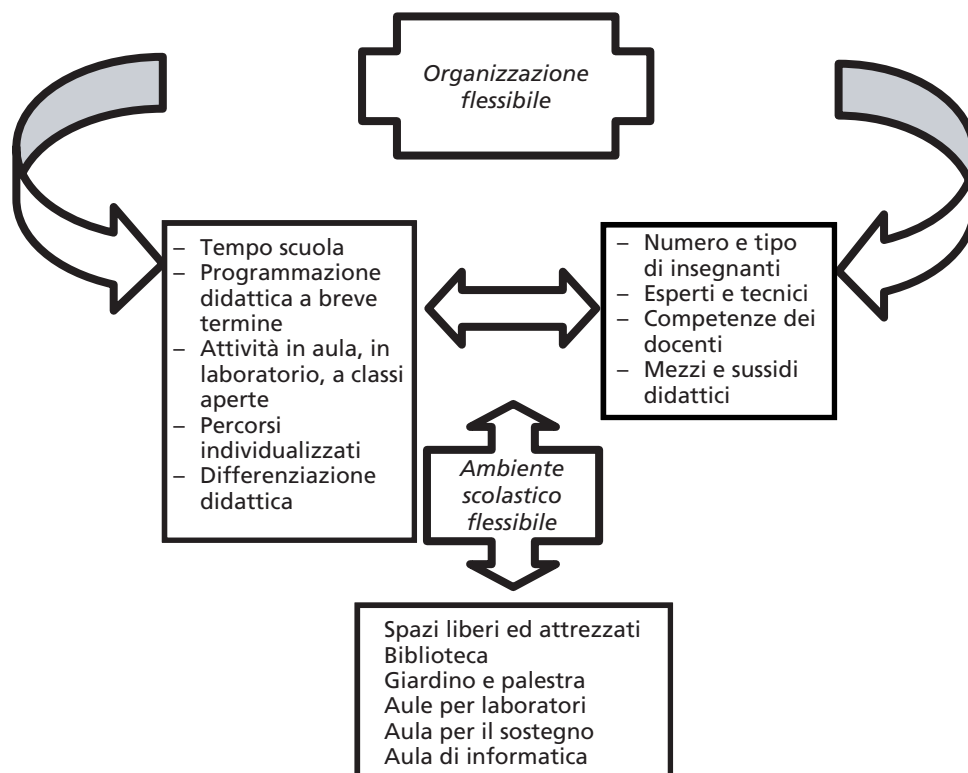 Organizzazione
flessibile
– Tempo scuola
– Programmazione
didattica a breve
termine
– Attività in aula, in
laboratorio, a classi
aperte
– Percorsi
individualizzati
– Differenziazione
didattica
– Numero e tipo
di insegnanti
– Esperti e tecnici
– Competenze dei
docenti
– Mezzi e sussidi
didattici
Ambiente
scolastico
flessibile
Spazi liberi ed attrezzati
Biblioteca
Giardino e palestra
Aule per laboratori
Aula per il sostegno
Aula di informatica